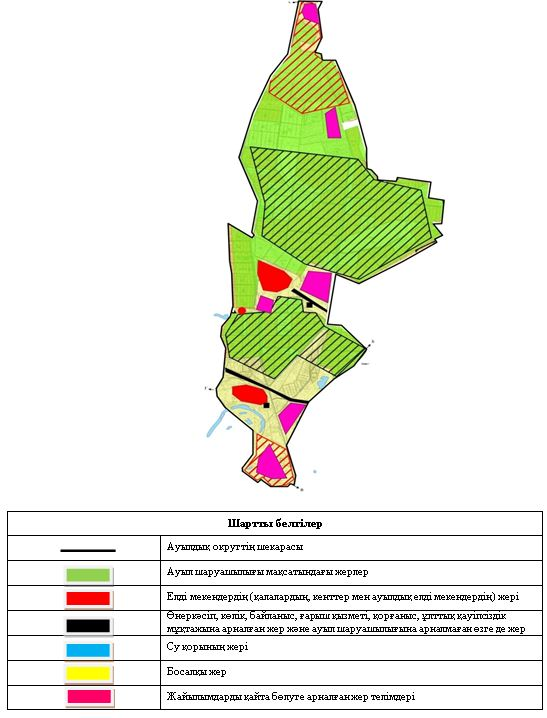 Шартты белгілер
Ауылдық округтің шекарасы
Ауыл шаруашылығы мақсатындағы жерлер
Елді мекендердің (қалалардың, кенттер мен ауылдық елді мекендердің) жері
Өнеркәсіп, көлік, байланыс, ғарыш қызметі, қорғаныс, ұлттық қауіпсіздік
мұқтажына арналған жер және ауыл шаруашылығына арналмаған өзге де жер
Су қорының жері
Босалқы жер
Жайылымдарды қайта бөлуге арналған жер телімдері